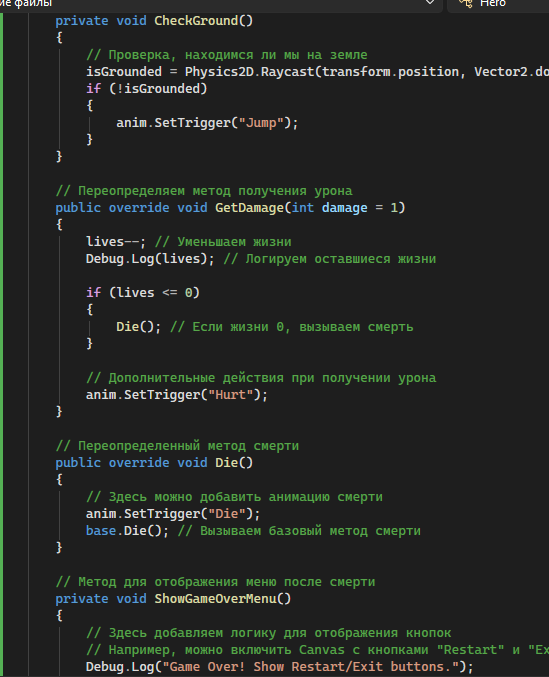 ие файлы
Hero
private void CheckGround()
{
// Проверка, находимся ли мы на земле
isGrounded = Physics2D.Raycast(transform.position, Vector2.do
if (!isGrounded)
{
anim.SetTrigger("Jump");
}
}
// Переопределяем метод получения урона
public override void GetDamage(int damage = 1)
{
lives--; // Уменьшаем жизни
Debug.Log(lives); // Логируем оставшиеся жизни
if (lives <= 0)
{
Die(); // Если жизни 0, вызываем смерть
}
// Дополнительные действия при получении урона
anim.SetTrigger("Hurt");
}
// Переопределенный метод смерти
public override void Die()
{
// Здесь можно добавить анимацию смерти
anim.SetTrigger("Die");
base.Die(); // Вызываем базовый метод смерти
}
// Метод для отображения меню после смерти
private void ShowGameOverMenu()
{
// Здесь добавляем логику для отображения кнопок
// Например, можно включить Canvas с кнопками "Restart" и "Ex
Debug.Log("Game Over! Show Restart/Exit buttons.");